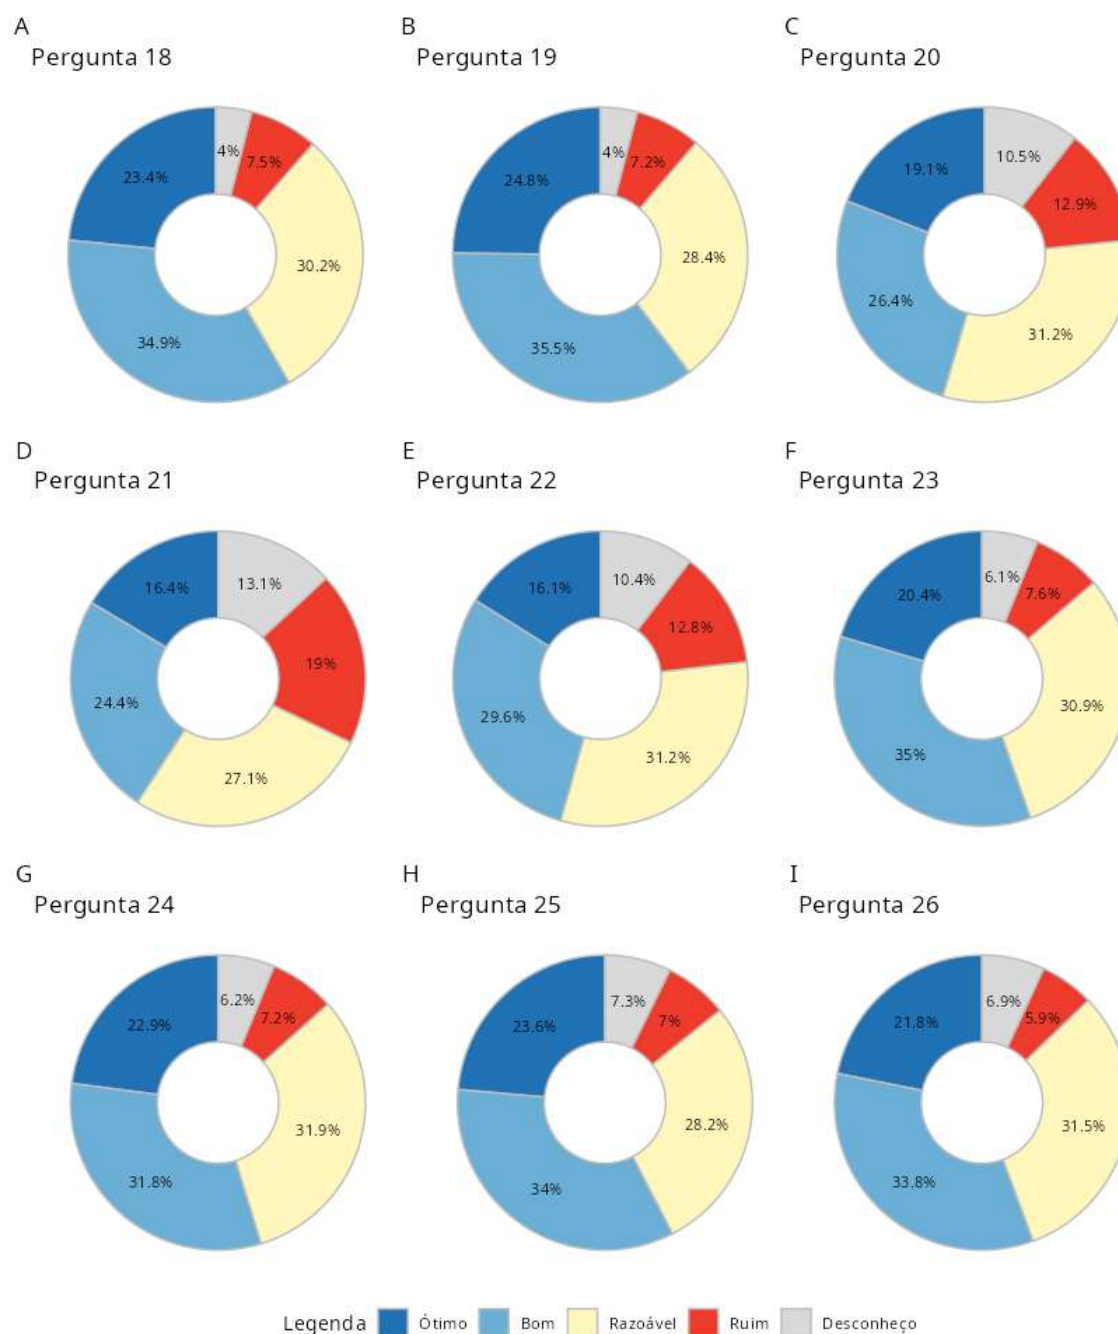 A
Pergunta 18
4%
7.5%
23.4%
30.2%
34.9%
B
Pergunta 19
4%
7.2%
24.8%
28.4%
35.5%
C
Pergunta 20
10.5%
19.1%
12.9%
26.4%
31.2%
D
Pergunta 21
13.1%
16.4%
19%
24.4%
27.1%
E
Pergunta 22
10.4%
16.1%
12.8%
29.6%
31.2%
F
Pergunta 23
6.1%
7.6%
20.4%
30.9%
35%
G
Pergunta 24
6.2%
7.2%
22.9%
31.9%
31.8%
H
Pergunta 25
7.3%
7%
23.6%
28.2%
34%
I
Pergunta 26
6.9%
5.9%
21.8%
31.5%
33.8%
Legenda Ótimo Bom Razoável Ruim Desconheço